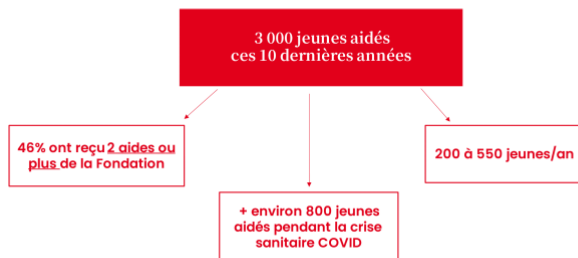 3 000 jeunes aidés
ces 10 dernières années
46% ont reçu 2 aides ou
plus de la Fondation
200 à 550 jeunes/an
+ environ 800 jeunes
aidés pendant la crise
sanitaire COVID